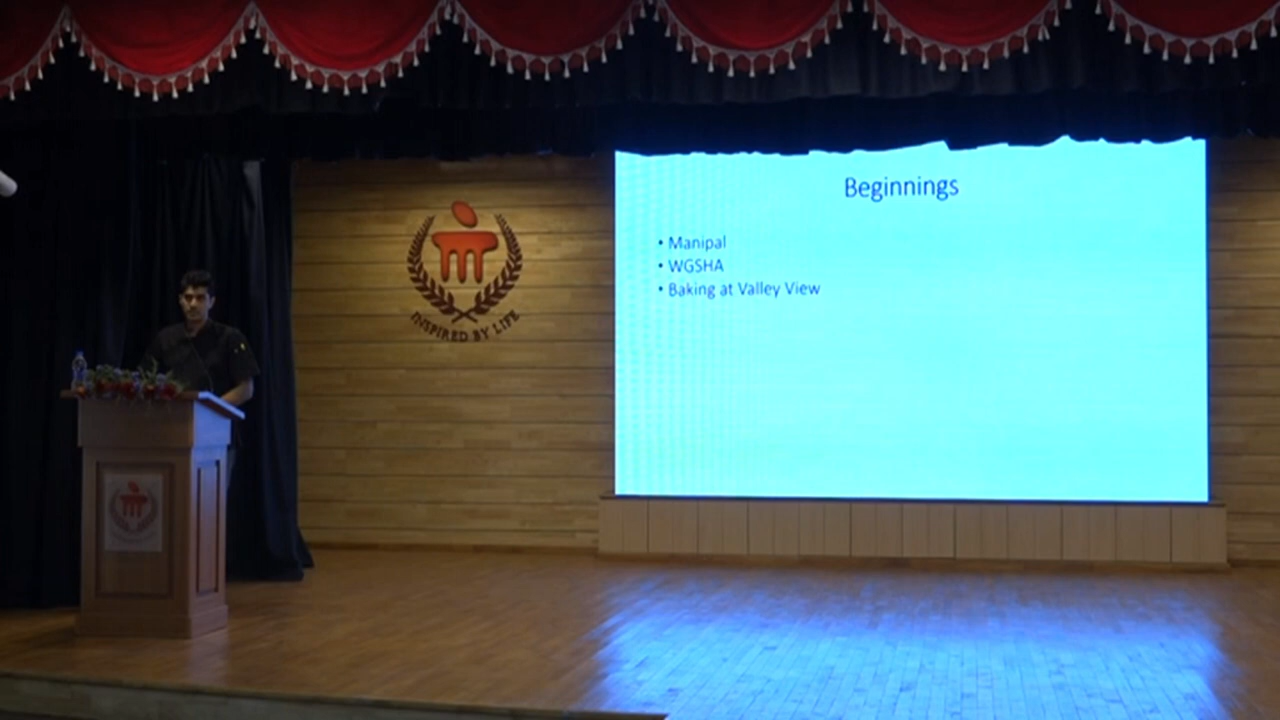 INSPIRED BY LIFE
Beginnings
• Manipal
• WGSHA
• Baking at Valley View